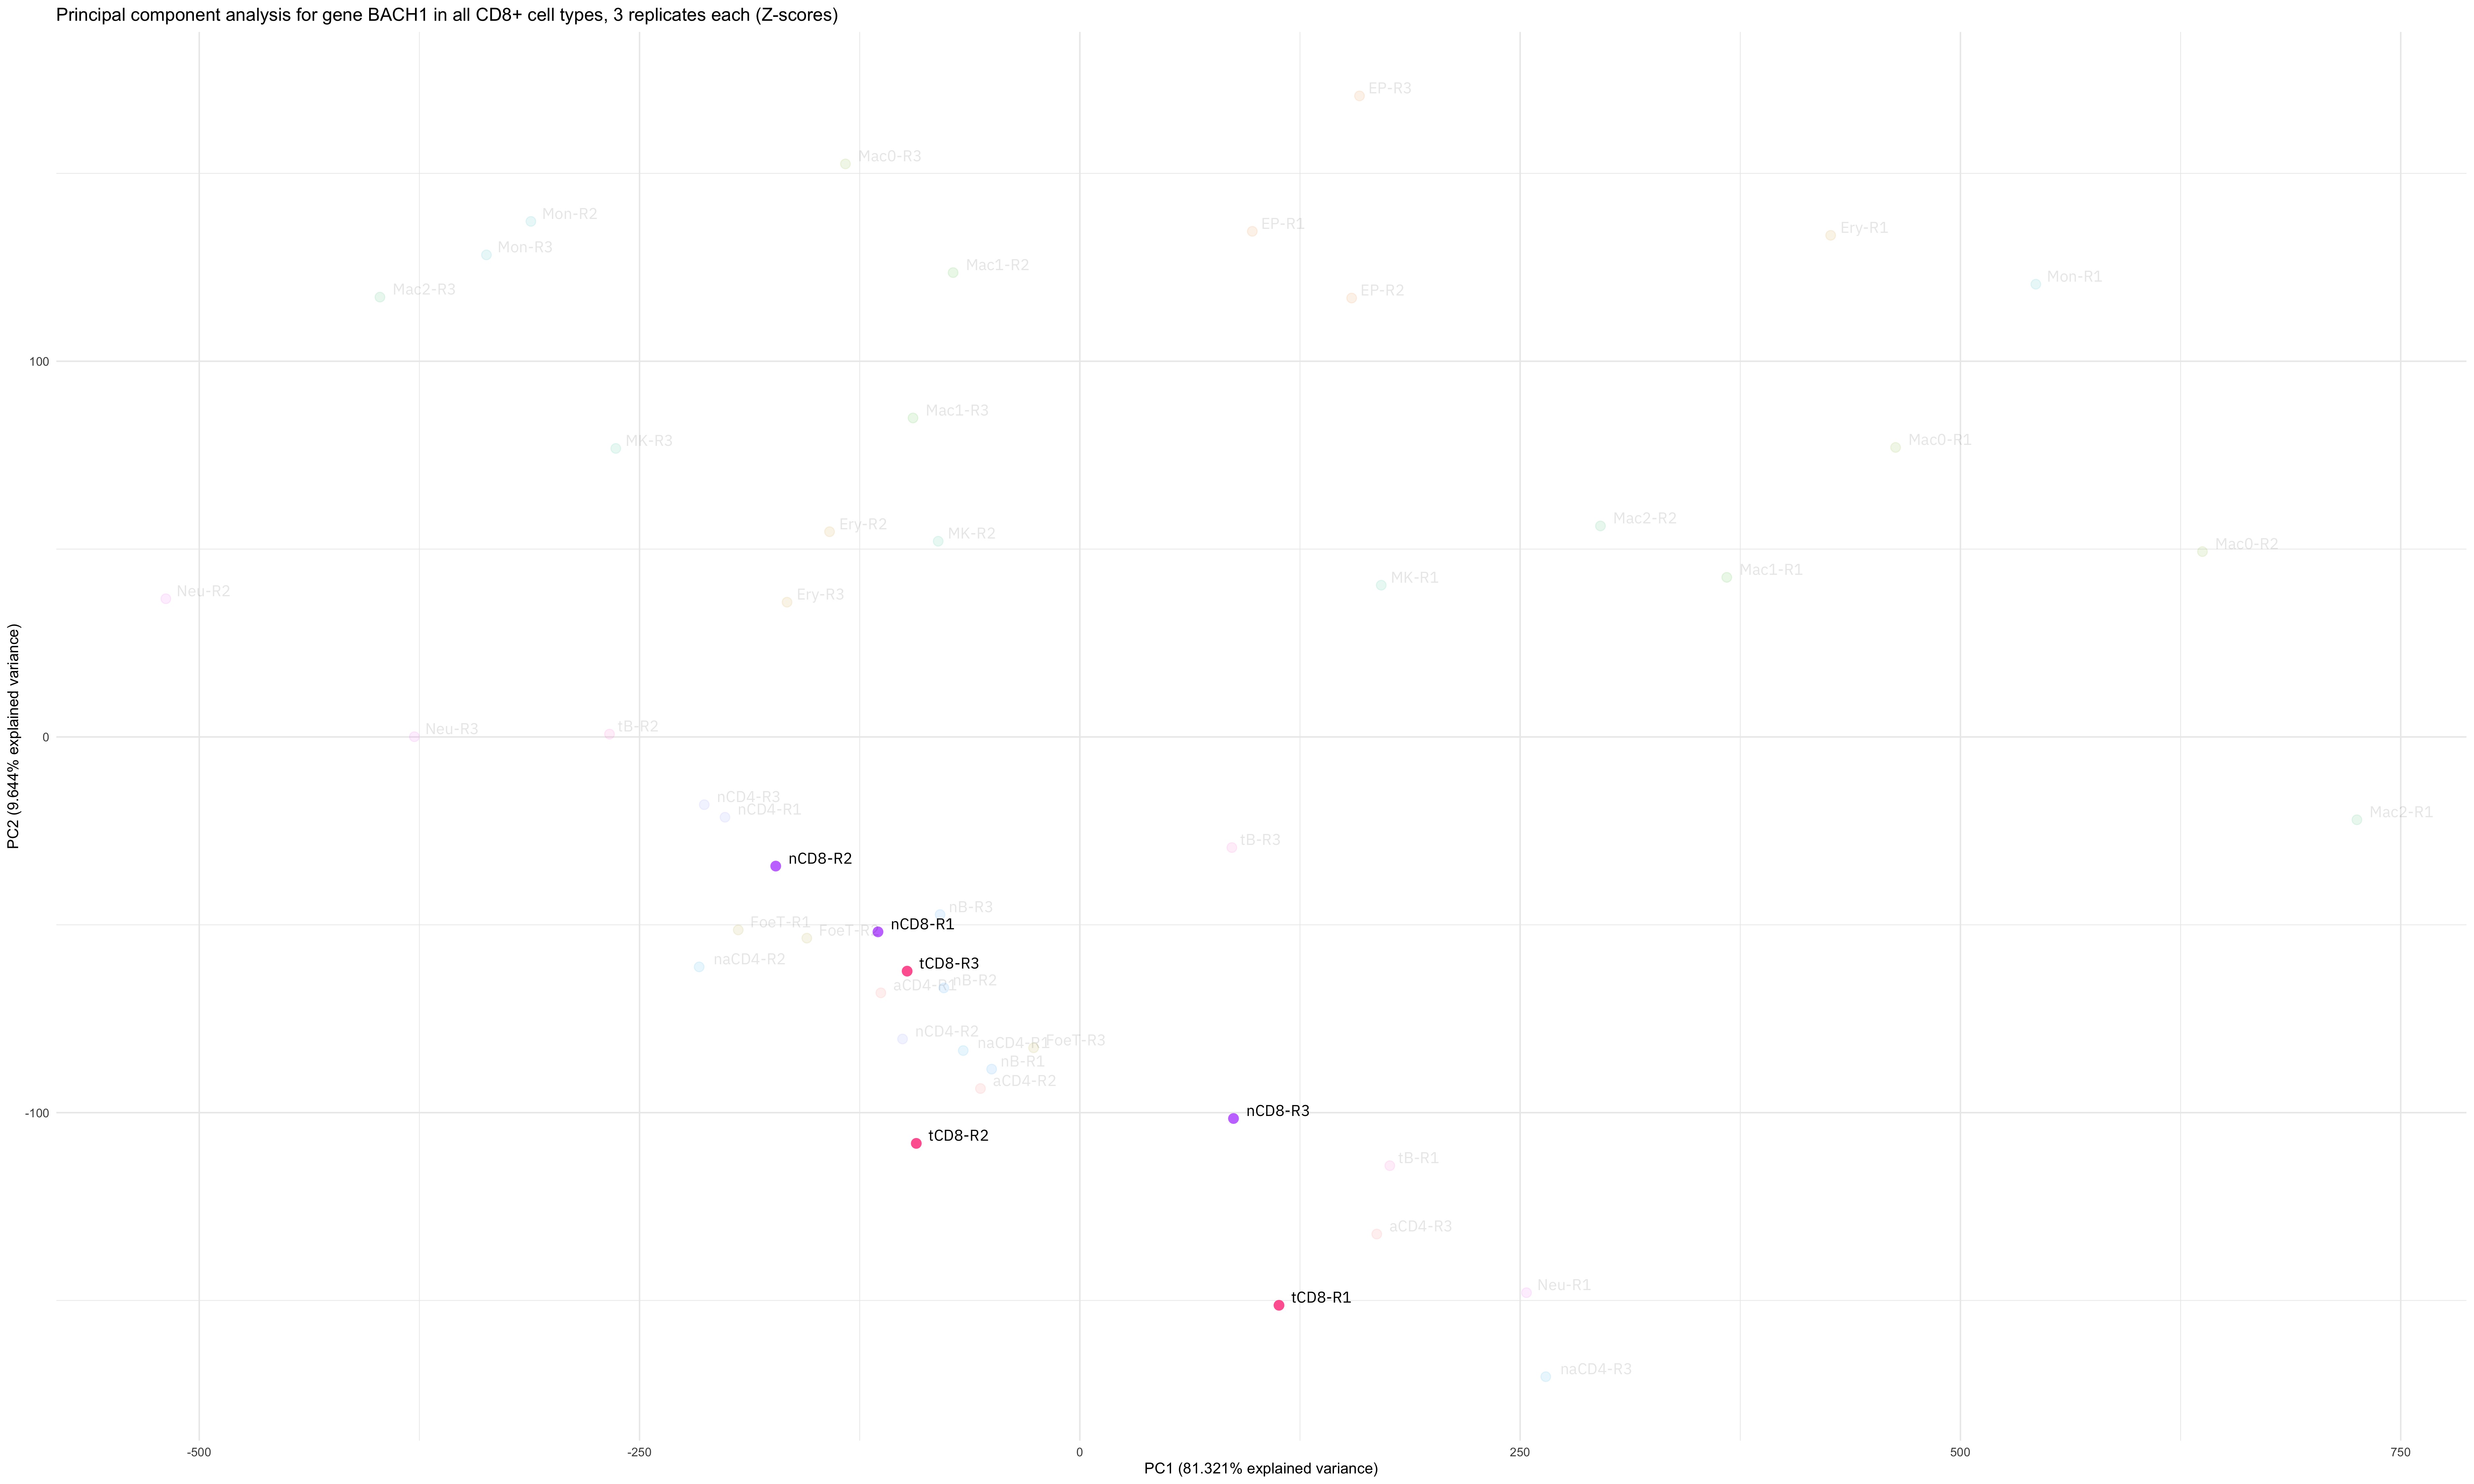 Principal component analysis for gene BACH1 in all CD8+ cell types, 3 replicates each (Z-scores)
EP-R3
Mac0-R3
Mon-R2
EP-R1
Ery-R1
Mon-R3
Mac1-R2
Mon-R1
Mac2-R3
EP-R2
100
Mac1-R3
MK-R3
Mac0-R1
Ery-R2
MK-R2
Mac2-R2
Mac0-R2
Mac1-R1
MK-R1
Neu-R2
Ery-R3
PC2 (9.644% explained variance)
Neu-R3
tB-R2
0
nCD4-R3
nCD4-R1
Mac2-R1
tB-R3
nCD8-R2
nB-R3
FoeT-R1
nCD8-R1
naCD4-R2
tCD8-R3
nB-R2
aCD4-R1
nCD4-R2
naCD4-R1
FoeT-R3
nB-R1
aCD4-R2
-100
nCD8-R3
tCD8-R2
tB-R1
aCD4-R3
Neu-R1
tCD8-R1
naCD4-R3
-500
-250
0
250
500
750
PC1 (81.321% explained variance)